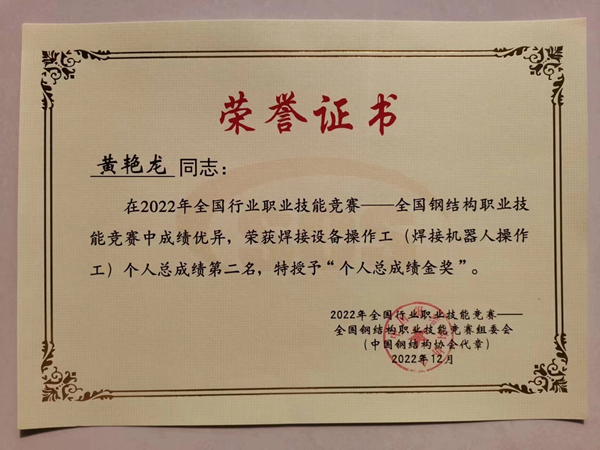 荣誉证书
黄艳龙 同志：
在2022年全国行业职业技能竞赛——全国钢结构职业技
能竞赛中成绩优异，荣获焊接设备操作工（焊接机器人操作
工）个人总成绩第二名，特授予“个人总成绩金奖”。
2022年全国行业职业技能竞赛——
全国钢结构职业技能竞赛组委会
（中国钢结构协会代章）
2022年12月